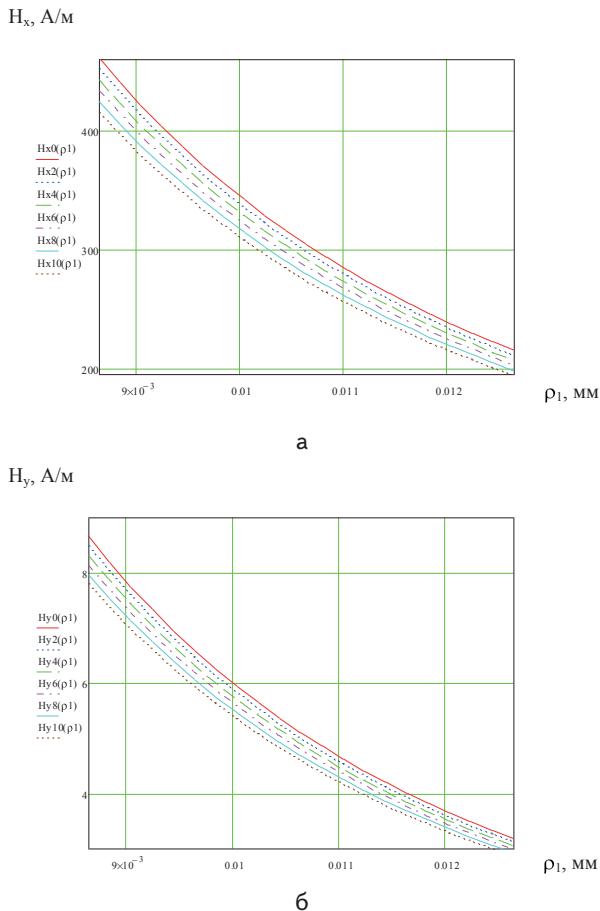 Hx, А/м
400
300
200
Hx0(ρ1)
Hx2(ρ1)
Hx4(ρ1)
Hx6(ρ1)
Hx8(ρ1)
Hx10(ρ1)
9×10⁻³ 0.01 0.011 0.012
ρ1, мм
а
Hy, А/м
8
6
4
Hy0(ρ1)
Hy2(ρ1)
Hy4(ρ1)
Hy6(ρ1)
Hy8(ρ1)
Hy10(ρ1)
9×10⁻³ 0.01 0.011 0.012
ρ1, мм
б